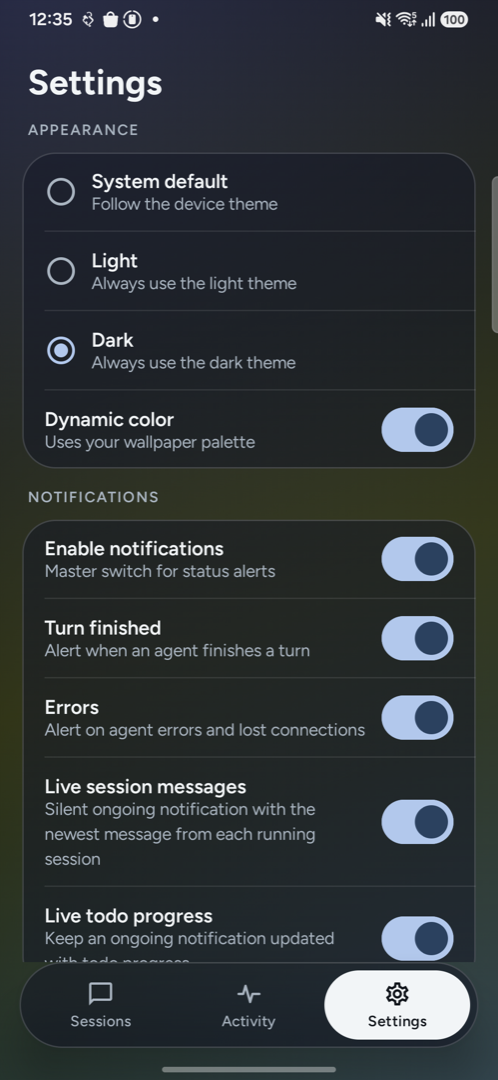 12:35
100
Settings
APPEARANCE
System default
Follow the device theme
Light
Always use the light theme
Dark
Always use the dark theme
Dynamic color
Uses your wallpaper palette
NOTIFICATIONS
Enable notifications
Master switch for status alerts
Turn finished
Alert when an agent finishes a turn
Errors
Alert on agent errors and lost connections
Live session messages
Silent ongoing notification with the
newest message from each running
session
Live todo progress
Keep an ongoing notification updated
with todo progress
Sessions
Activity
Settings